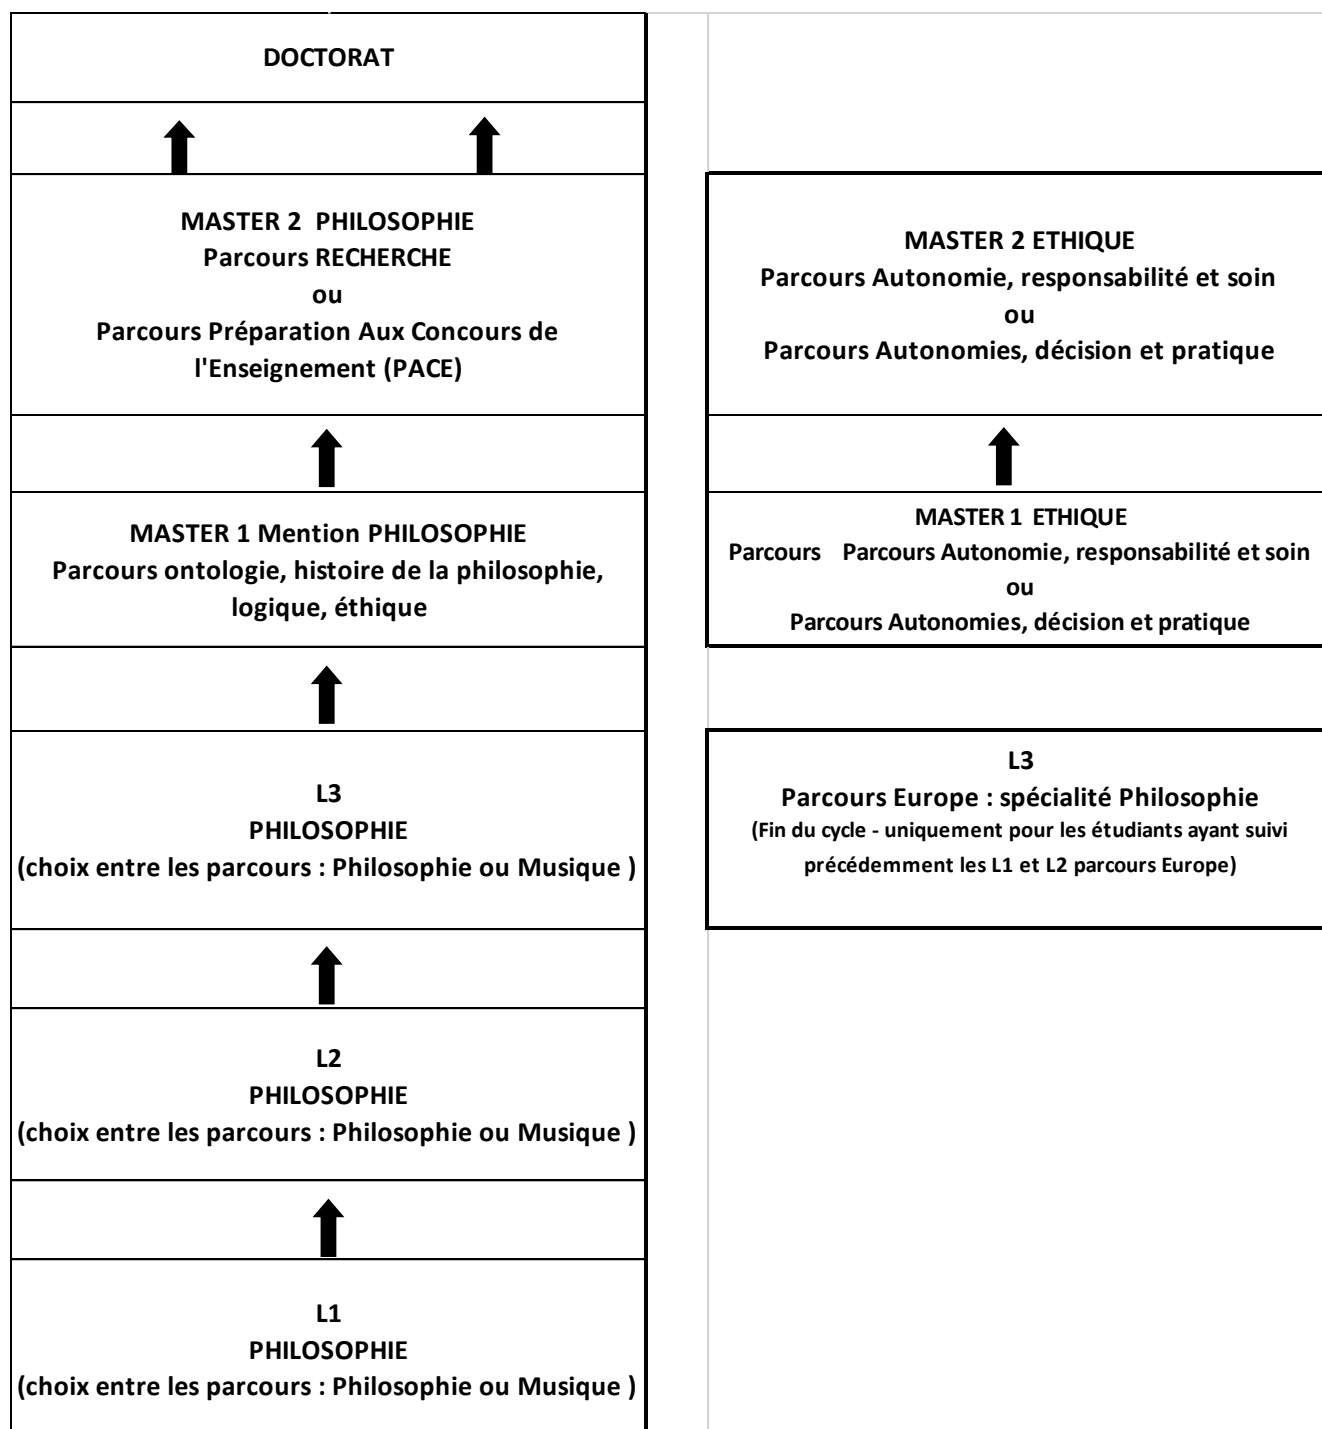 DOCTORAT
MASTER 2 PHILOSOPHIE
Parcours RECHERCHE
ou
Parcours Préparation Aux Concours de
l'Enseignement (PACE)
MASTER 2 ETHIQUE
Parcours Autonomie, responsabilité et soin
ou
Parcours Autonomies, décision et pratique
MASTER 1 Mention PHILOSOPHIE
Parcours ontologie, histoire de la philosophie,
logique, éthique
MASTER 1 ETHIQUE
Parcours Parcours Autonomie, responsabilité et soin
ou
Parcours Autonomies, décision et pratique
L3
PHILOSOPHIE
(choix entre les parcours : Philosophie ou Musique )
L3
Parcours Europe : spécialité Philosophie
(Fin du cycle - uniquement pour les étudiants ayant suivi
précédemment les L1 et L2 parcours Europe)
L2
PHILOSOPHIE
(choix entre les parcours : Philosophie ou Musique )
L1
PHILOSOPHIE
(choix entre les parcours : Philosophie ou Musique )